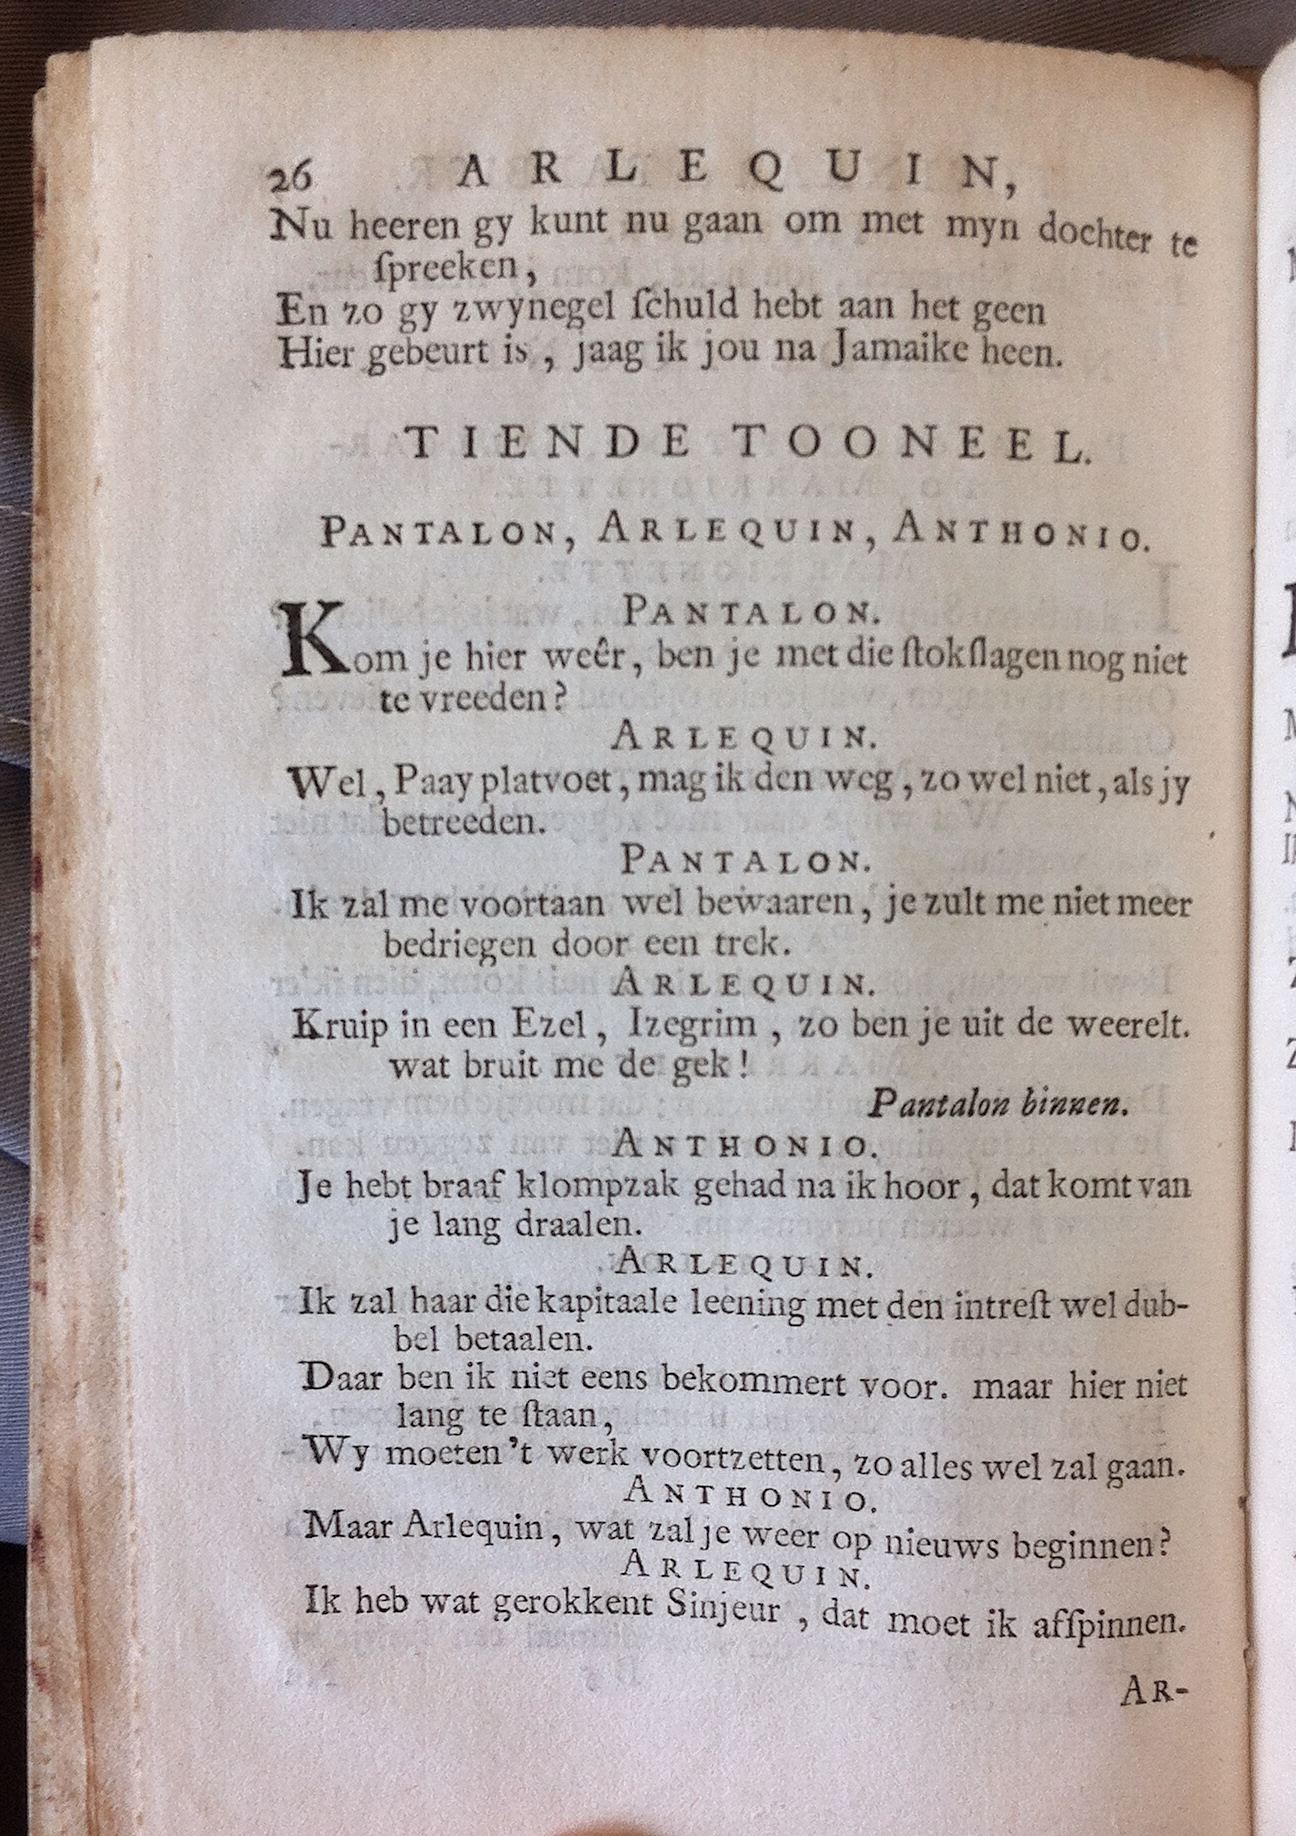 26 ARLEQUIN,
Nu heeren gy kunt nu gaan om met myn dochter te
ſpreeken,
En zo gy zwynegel ſchuld hebt aan het geen
Hier gebeurt is, jaag ik jou na Jamaike heen.
TIENDE TOONEEL.
PANTALON, ARLEQUIN, ANTHONIO.
PANTALON.
Kom je hier weêr, ben je met die ſtokſlagen nog niet
te vreeden?
ARLEQUIN.
Wel, Paay platvoet, mag ik den weg, zo wel niet, als jy
betreeden.
PANTALON.
Ik zal me voortaan wel bewaaren, je zult me niet meer
bedriegen door een trek.
ARLEQUIN.
Kruip in een Ezel, Izegrim, zo ben je uit de weerelt.
wat bruit me de gek!
Pantalon binnen.
ANTHONIO.
Je hebt braaf klompzak gehad na ik hoor, dat komt van
je lang draalen.
ARLEQUIN.
Ik zal haar die kapitaale leening met den intreſt wel dub-
bel betaalen.
Daar ben ik niet eens bekommert voor. maar hier niet
lang te ſtaan,
Wy moeten 't werk voortzetten, zo alles wel zal gaan.
ANTHONIO.
Maar Arlequin, wat zal je weer op nieuws beginnen?
ARLEQUIN.
Ik heb wat gerokkent Sinjeur, dat moet ik afſpinnen.
AR-